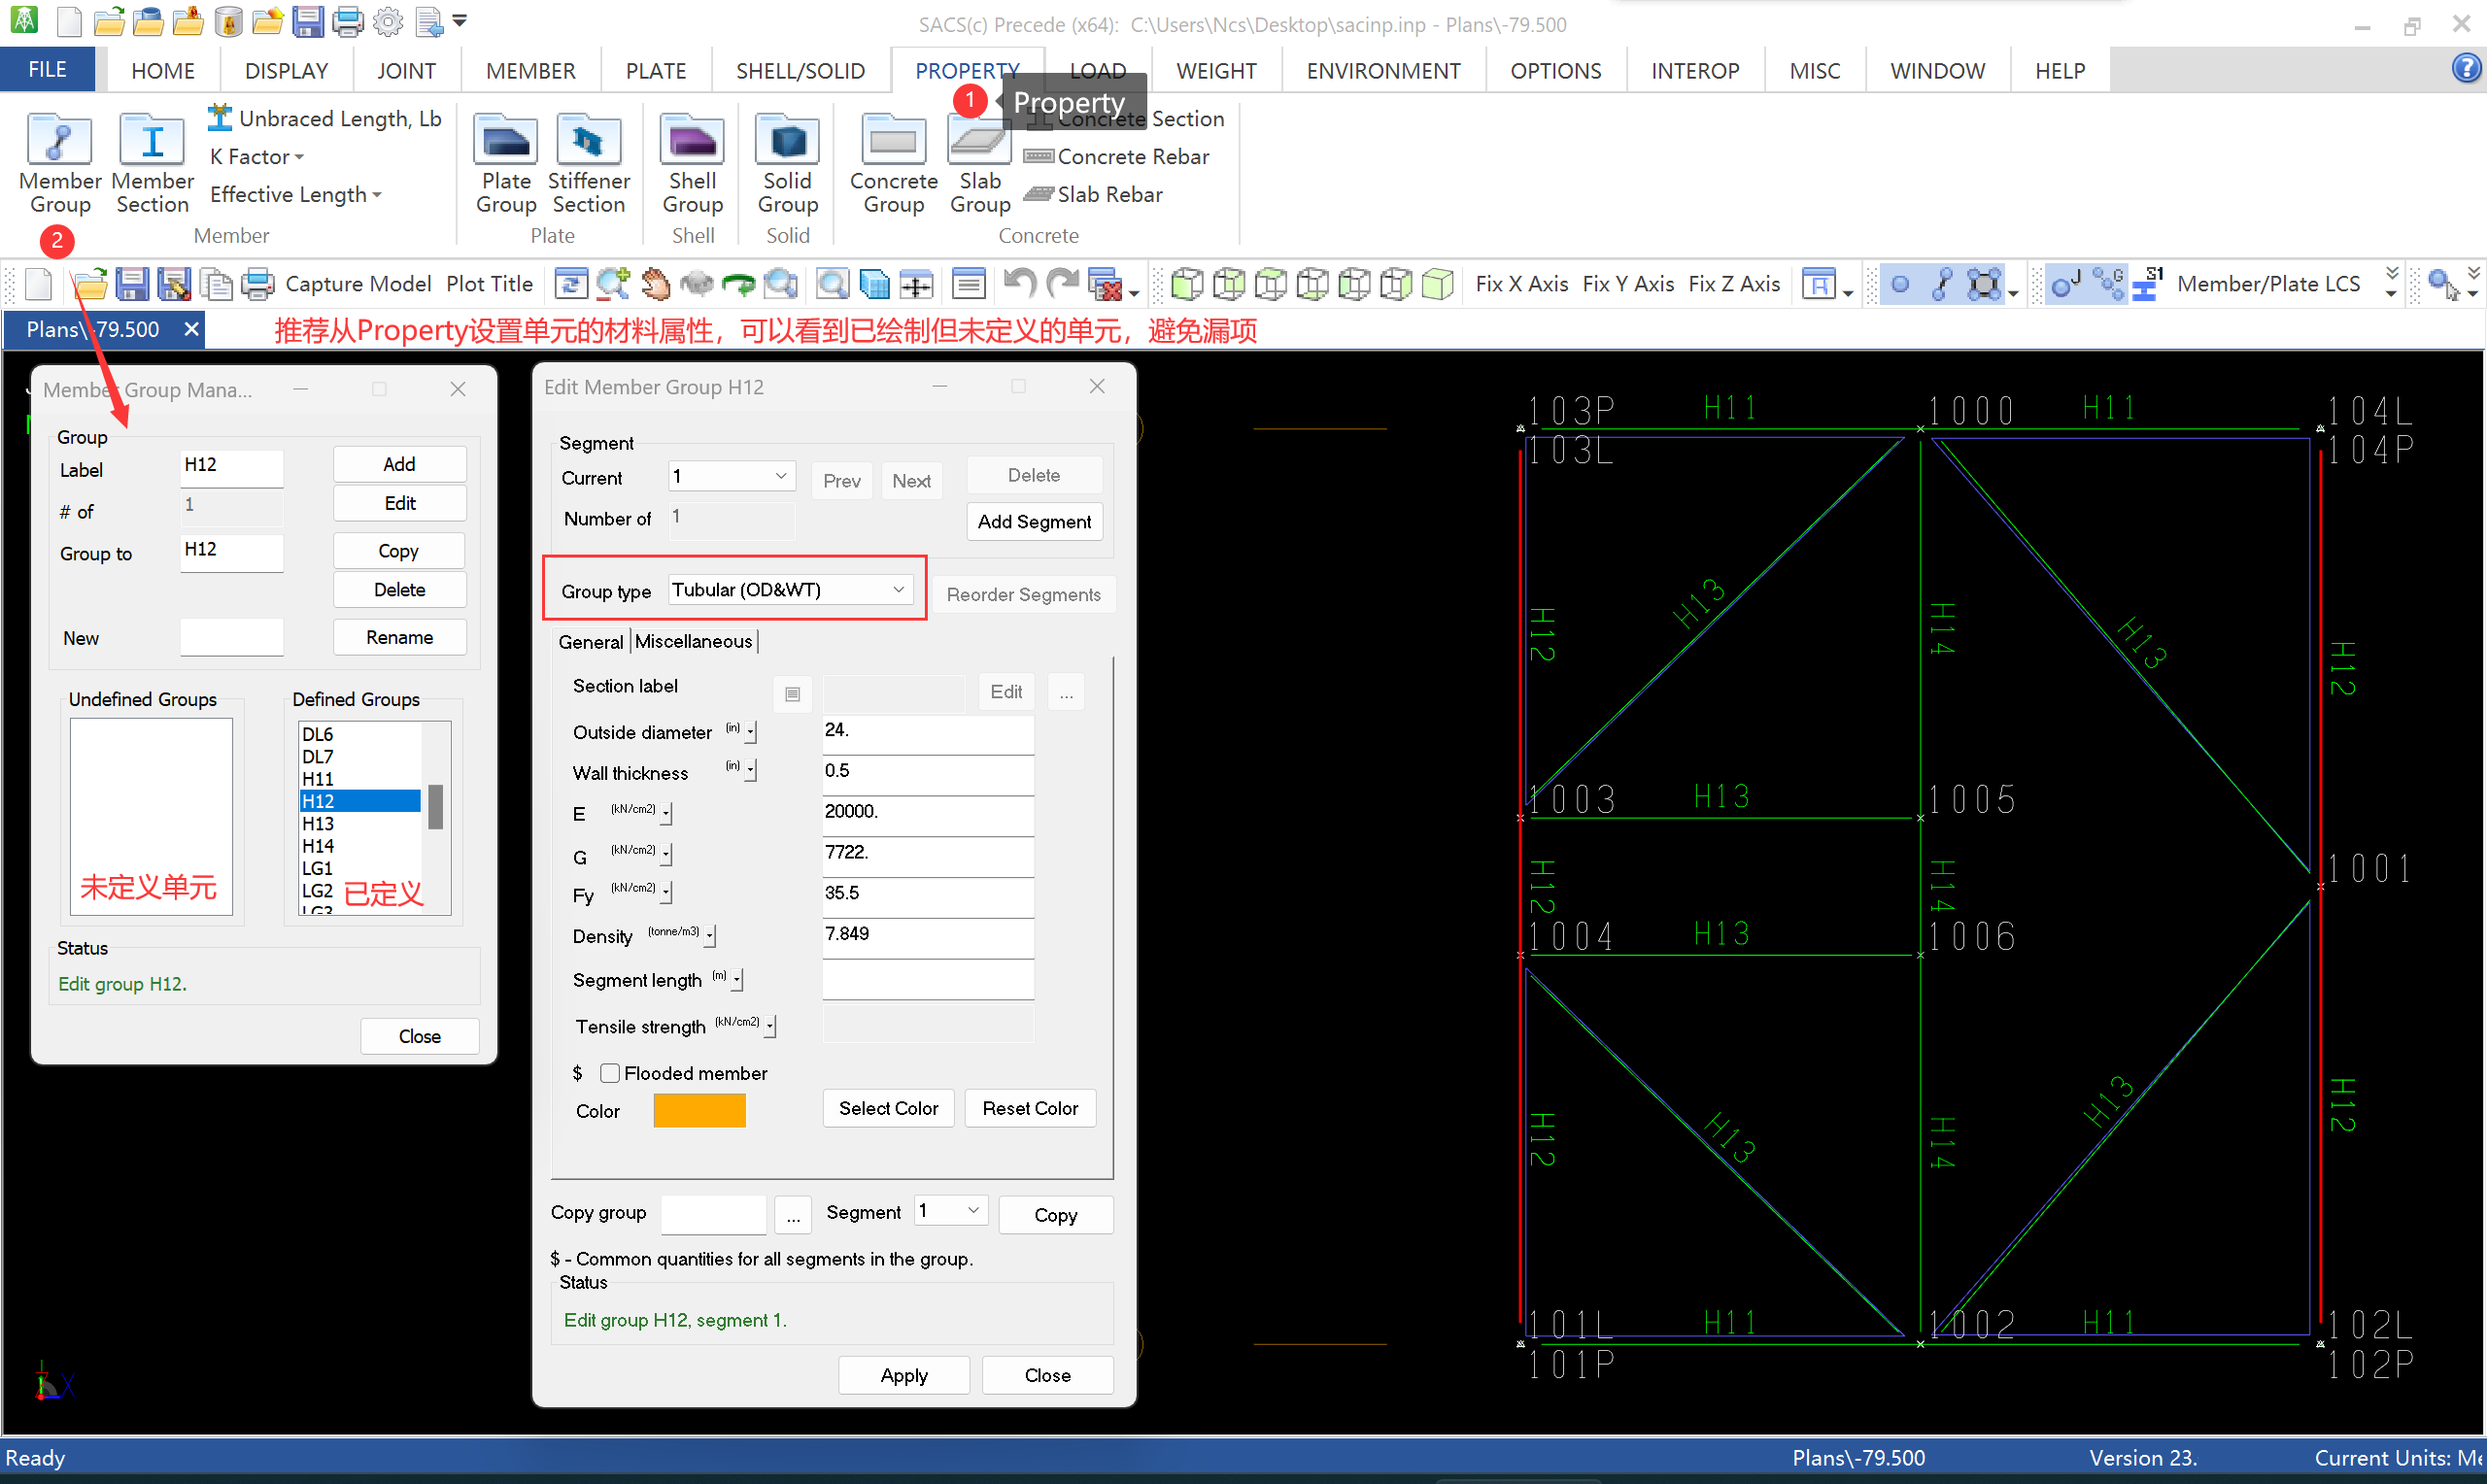 SACS(c) Precede (x64):  C:\Users\Ncs\Desktop\sacinp.inp - Plans\-79.500
FILE HOME DISPLAY JOINT MEMBER PLATE SHELL/SOLID PROPERTY LOAD WEIGHT ENVIRONMENT OPTIONS INTEROP MISC WINDOW HELP
1 Property
Member Group
Member Section
Unbraced Length, Lb
K Factor
Effective Length
Plate Group
Stiffener Section
Shell Group
Solid Group
Concrete Group
Slab Group
Concrete Section
Concrete Rebar
Slab Rebar
2
Member Plate Shell Solid Concrete
Capture Model Plot Title Fix X Axis Fix Y Axis Fix Z Axis Member/Plate LCS
Plans\-79.500
推荐从Property设置单元的材料属性，可以看到已绘制但未定义的单元，避免漏项
Member Group Mana...
Group
Label H12 Add
# of 1 Edit
Group to H12 Copy
Delete
New Rename
Undefined Groups
未定义单元
Defined Groups
DL6
DL7
H11
H12
H13
H14
LG1
LG2
LG3
已定义
Status
Edit group H12.
Close
Edit Member Group H12
Segment
Current 1 Prev Next Delete
Number of 1 Add Segment
Group type Tubular (OD&WT) Reorder Segments
General Miscellaneous
Section label Edit ...
Outside diameter (in) 24.
Wall thickness (in) 0.5
E (kN/cm2) 20000.
G (kN/cm2) 7722.
Fy (kN/cm2) 35.5
Density (tonne/m3) 7.849
Segment length (m)
Tensile strength (kN/cm2)
$ Flooded member
Color Select Color Reset Color
Copy group ... Segment 1 Copy
$ - Common quantities for all segments in the group.
Status
Edit group H12, segment 1.
Apply Close
103P H11 1000 H11 104L
103L 104P
H13 H12 H14 H13 H12
1003 H13 1005
1001
H12 H14
1004 H13 1006
H13 H12 H14 H13 H12
101L H11 1002 H11 102L
101P 102P
X
Ready Plans\-79.500 Version 23. Current Units: Me